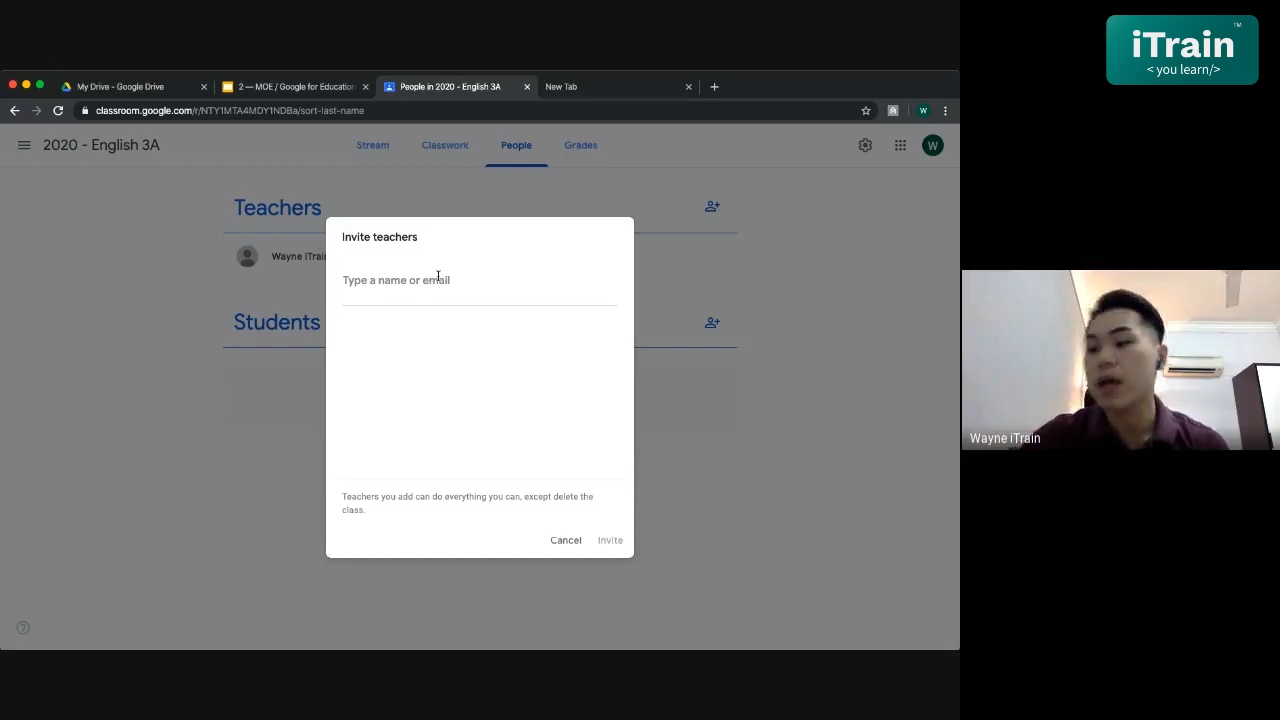 iTrain™
< you learn/>
My Drive - Google Drive
2 — MOE / Google for Education
People in 2020 - English 3A
New Tab
classroom.google.com/r/NTY1MTA4MDY1NDBa/sort-last-name
W
2020 - English 3A
Stream
Classwork
People
Grades
W
Teachers
Wayne iTrain
Students
Invite teachers
Type a name or email
Teachers you add can do everything you can, except delete the
class.
Cancel
Invite
Wayne iTrain